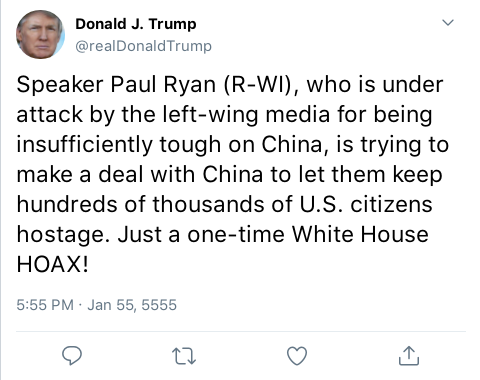 Donald J. Trump
@realDonaldTrump
Speaker Paul Ryan (R-WI), who is under
attack by the left-wing media for being
insufficiently tough on China, is trying to
make a deal with China to let them keep
hundreds of thousands of U.S. citizens
hostage. Just a one-time White House
HOAX!
5:55 PM · Jan 55, 5555